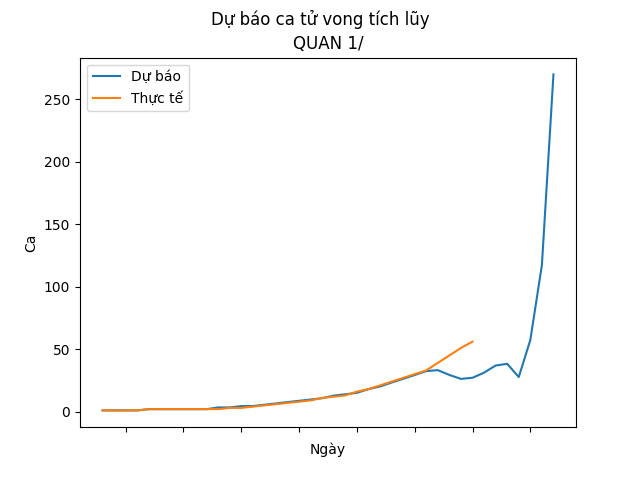 Dự báo ca tử vong tích lũy
QUAN 1/
Dự báo
Thực tế
250
200
150
100
50
0
Ca
Ngày